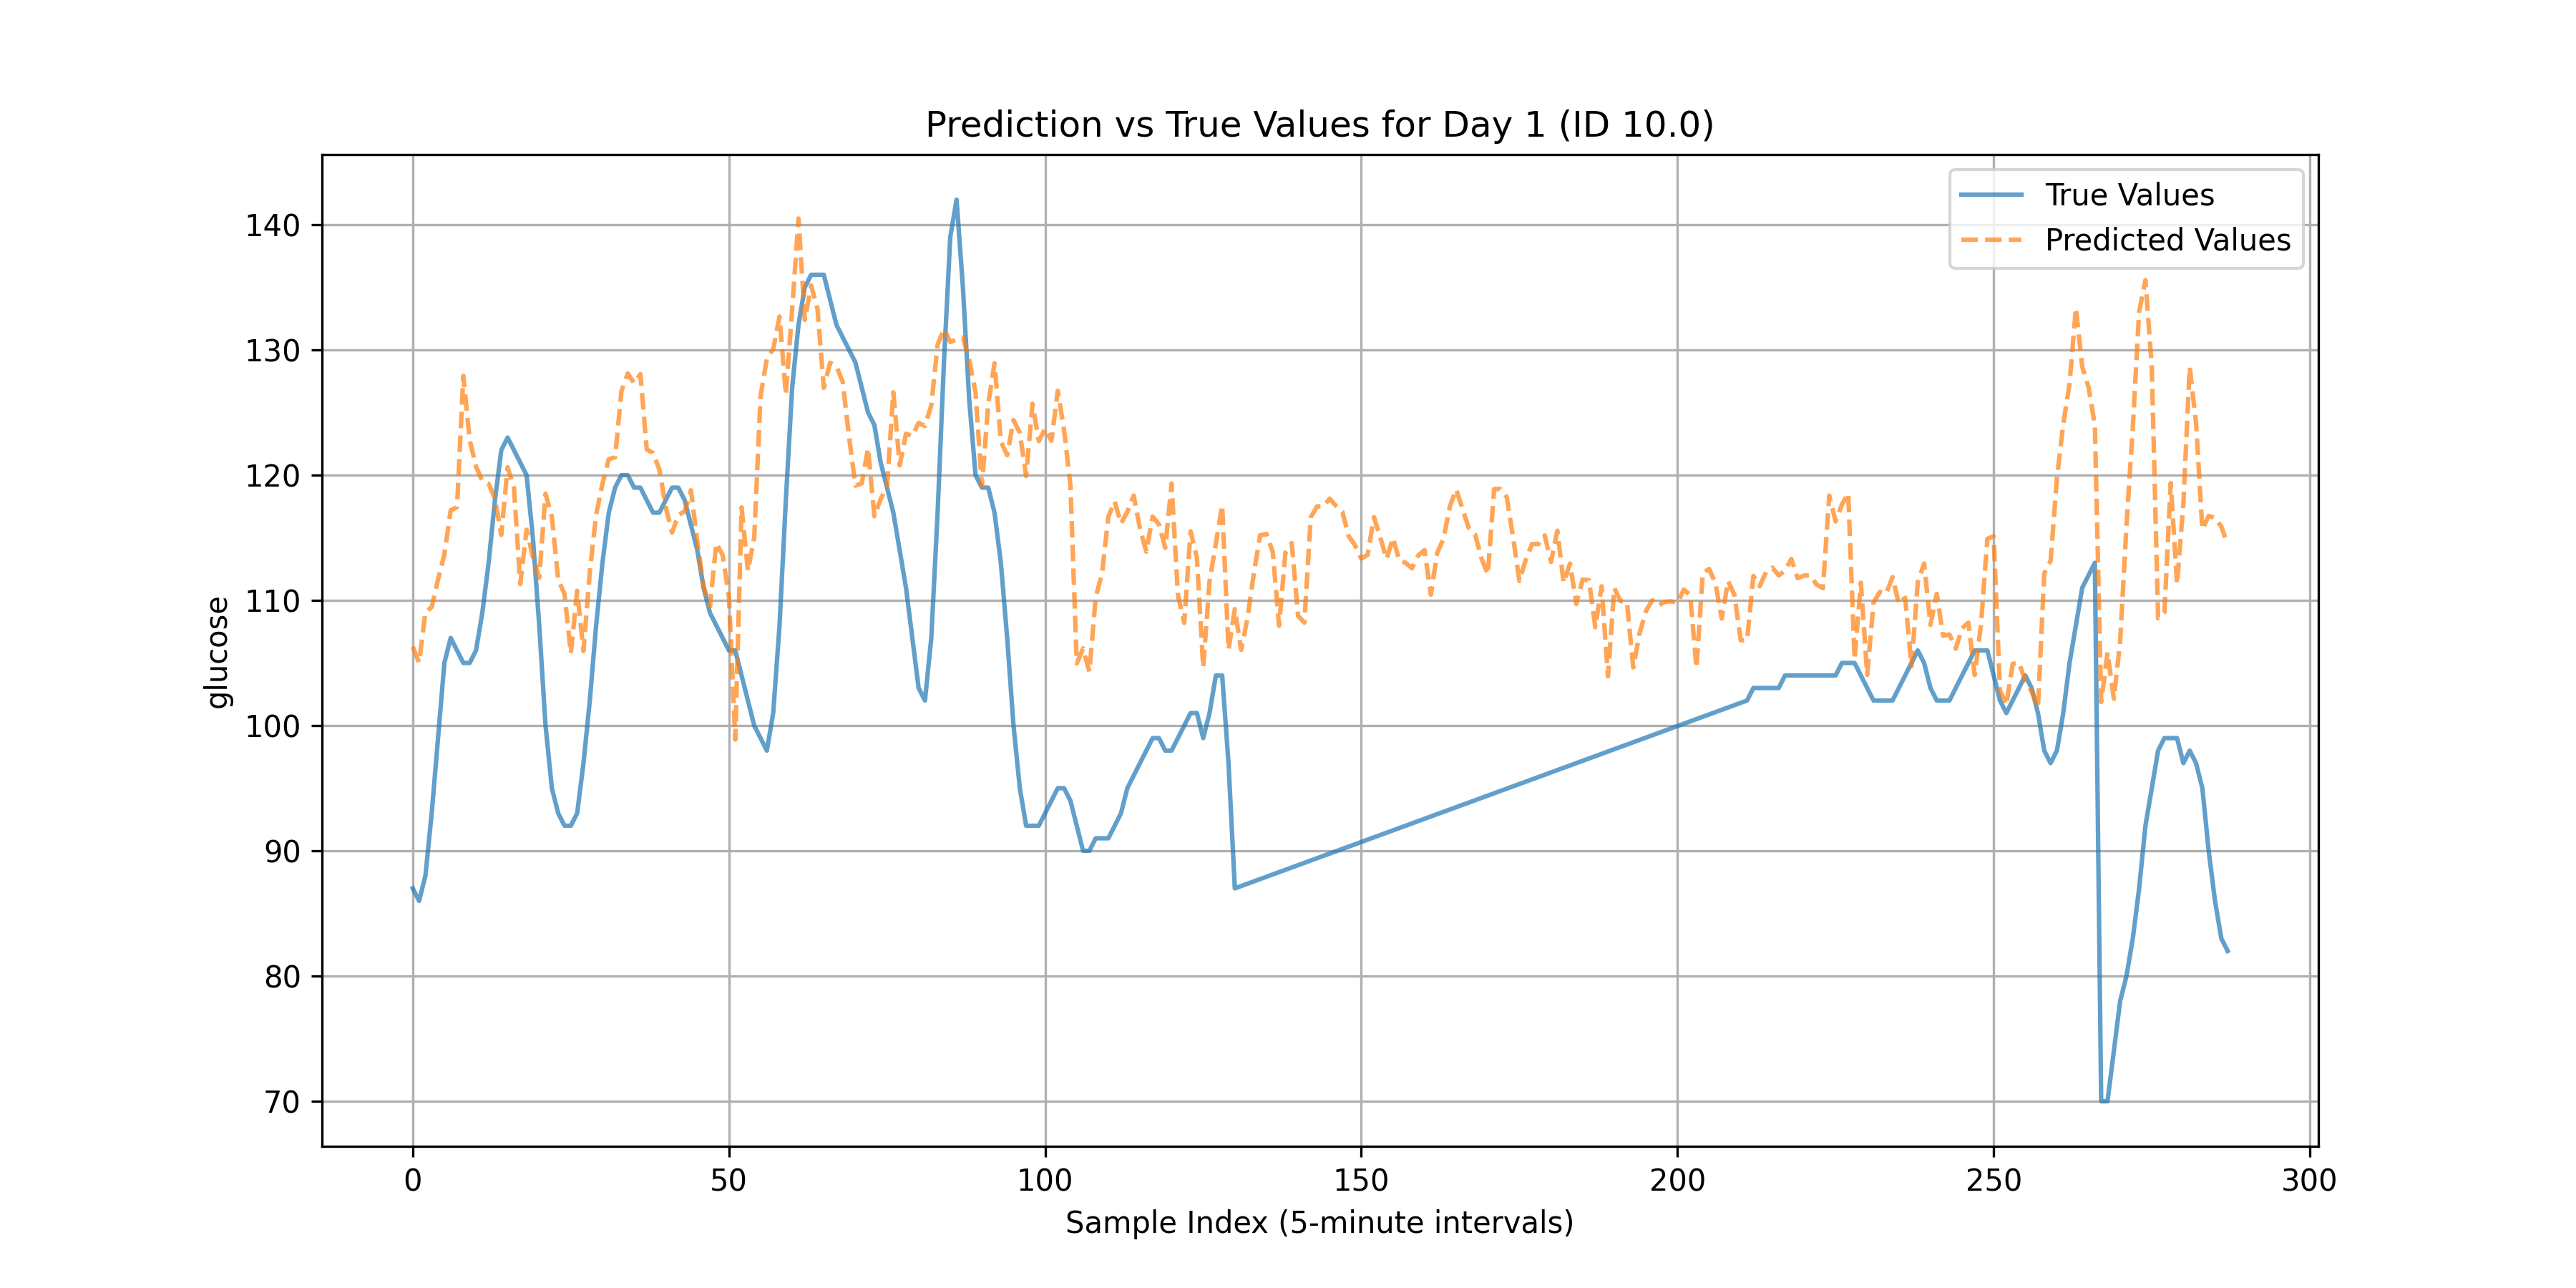 Prediction vs True Values for Day 1 (ID 10.0)
True Values
Predicted Values
140
130
120
110
100
90
80
70
glucose
0 50 100 150 200 250 300
Sample Index (5-minute intervals)